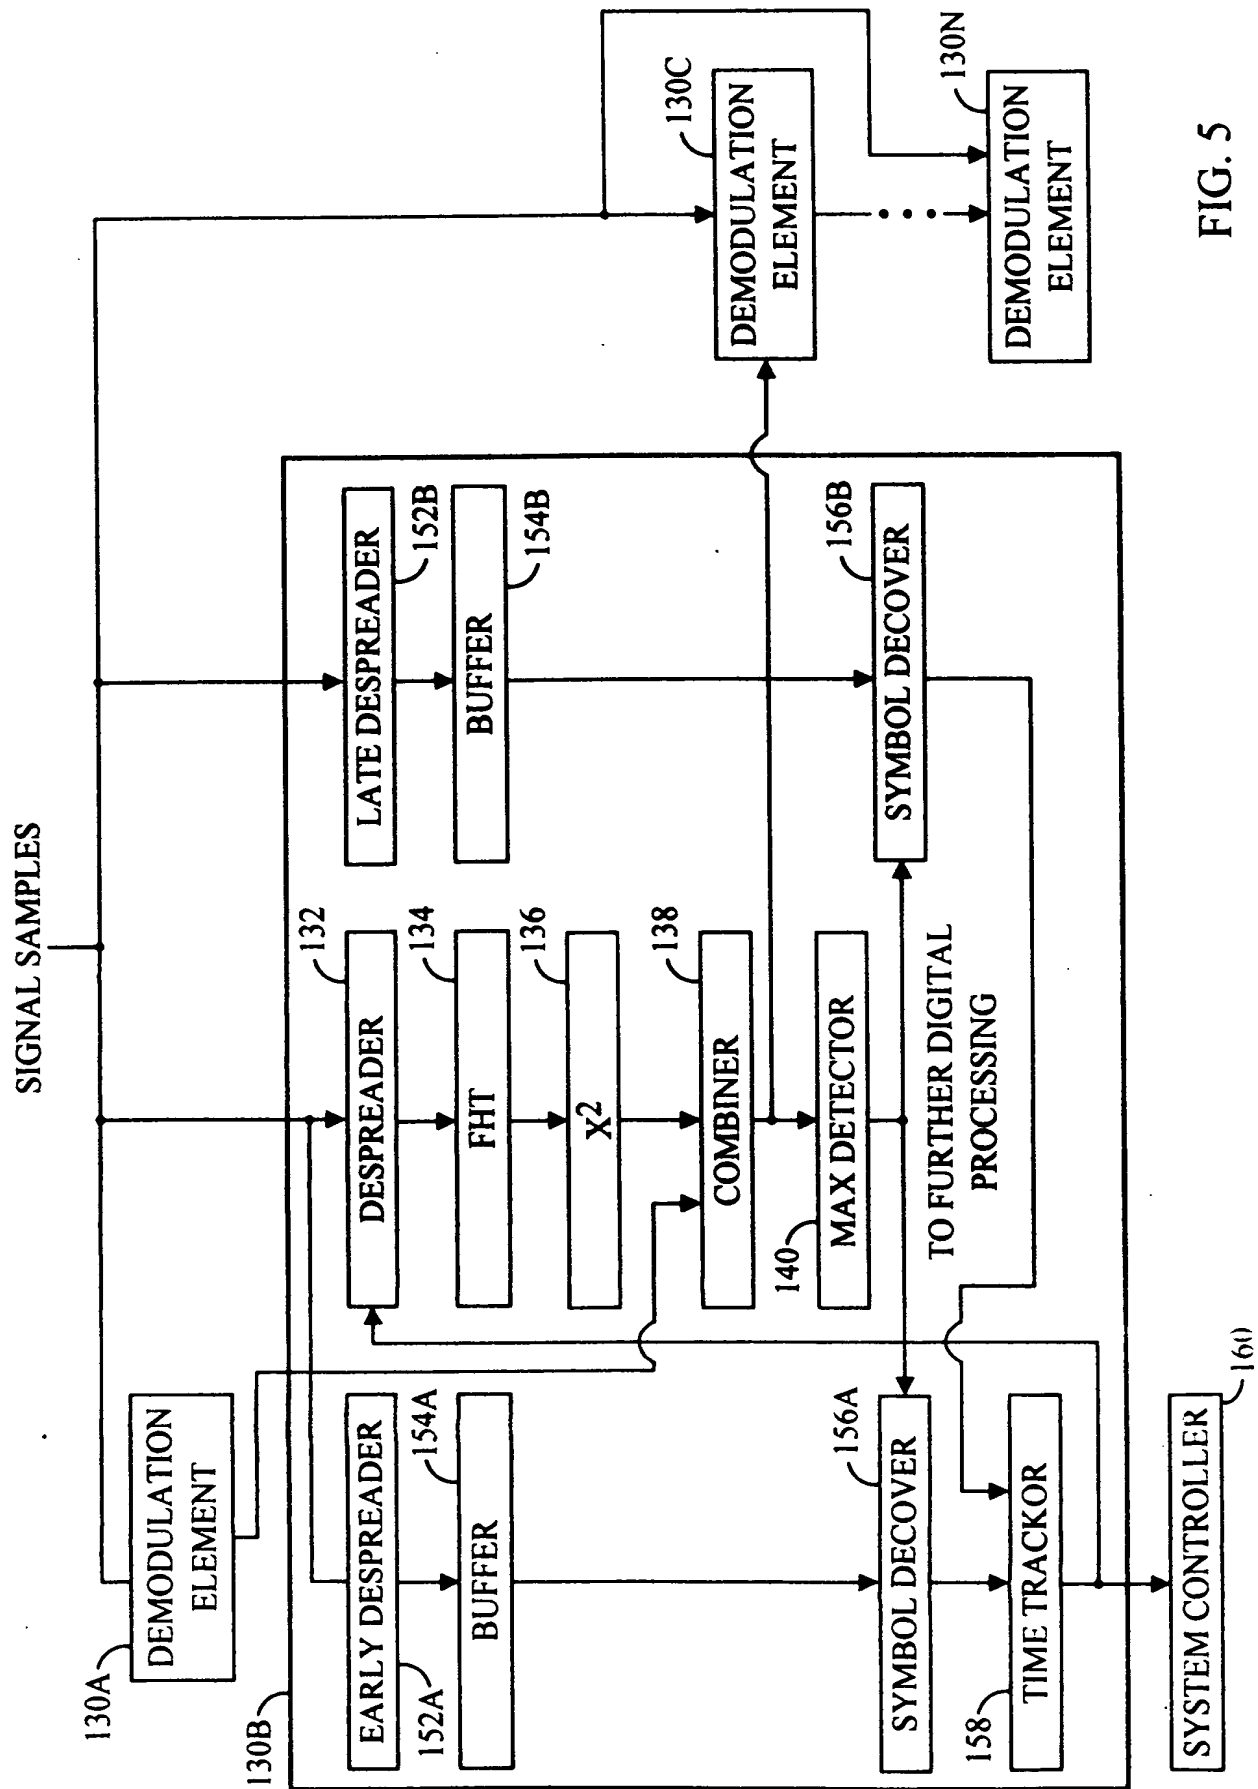 SIGNAL SAMPLES
130A
DEMODULATION
ELEMENT
130B
EARLY DESPREADER
152A
DESPREADER
132
LATE DESPREADER
152B
BUFFER
154A
FHT
134
BUFFER
154B
X2
136
COMBINER
138
130C
DEMODULATION
ELEMENT
130N
DEMODULATION
ELEMENT
MAX DETECTOR
140
SYMBOL DECOVER
156A
SYMBOL DECOVER
156B
TO FURTHER DIGITAL
PROCESSING
TIME TRACKOR
158
SYSTEM CONTROLLER
160
FIG. 5